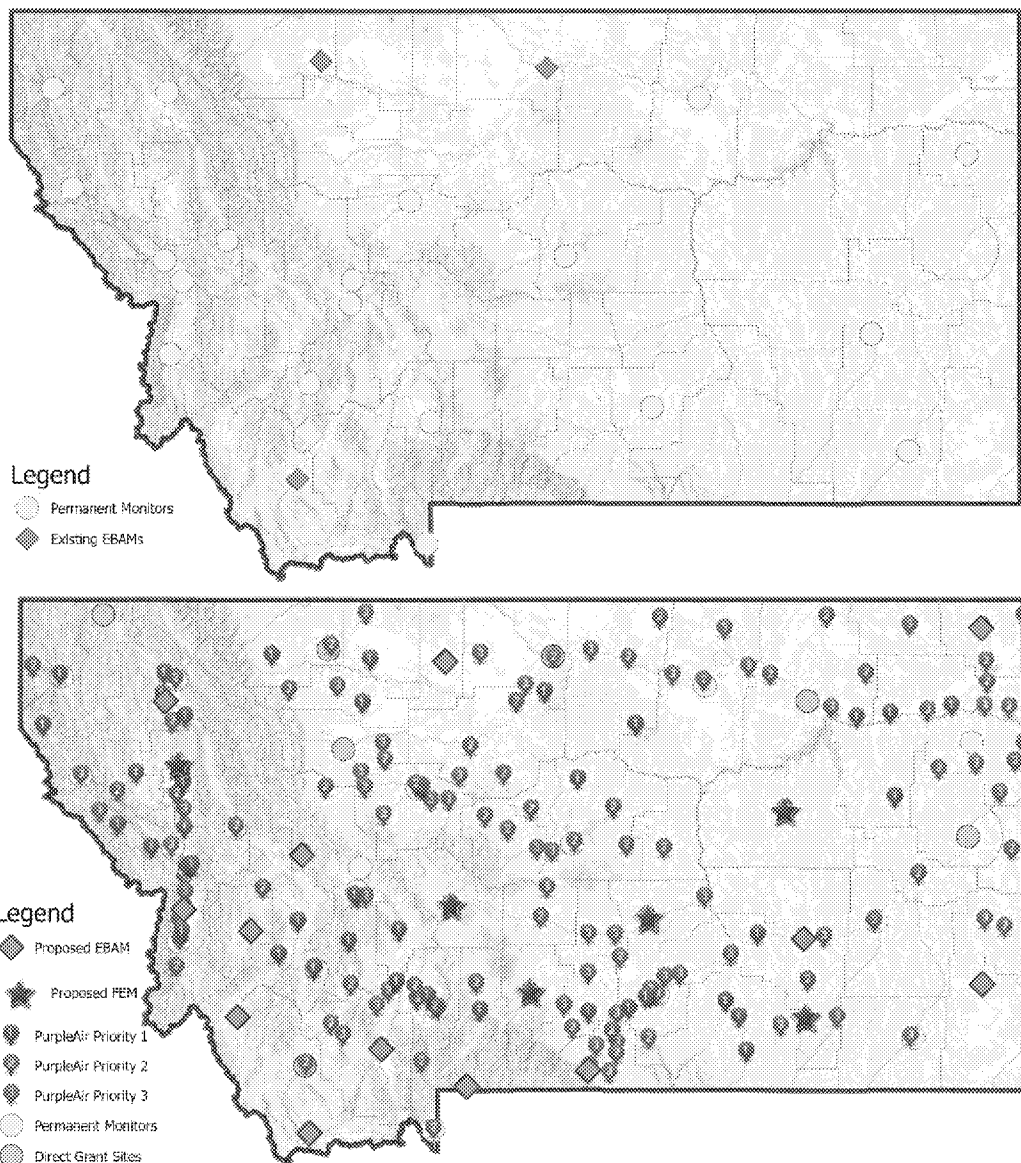 Legend
Permanent Monitors
Existing EBAMs
Legend
Proposed EBAM
Proposed FEM
PurpleAir Priority 1
PurpleAir Priority 2
PurpleAir Priority 3
Permanent Monitors
Direct Grant Sites